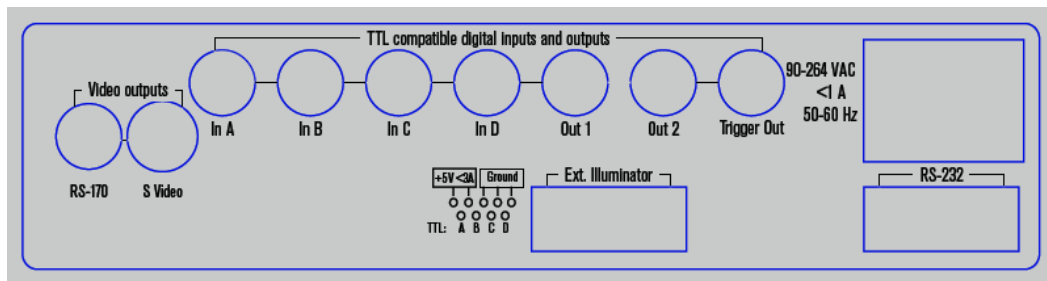 TTL compatible digital inputs and outputs
In A
In B
In C
In D
Out 1
Out 2
Trigger Out
90-264 VAC
<1 A
50-60 Hz
Video outputs
RS-170
S Video
+5V <3A
Ground
TTL: A B C D
Ext. Illuminator
RS-232